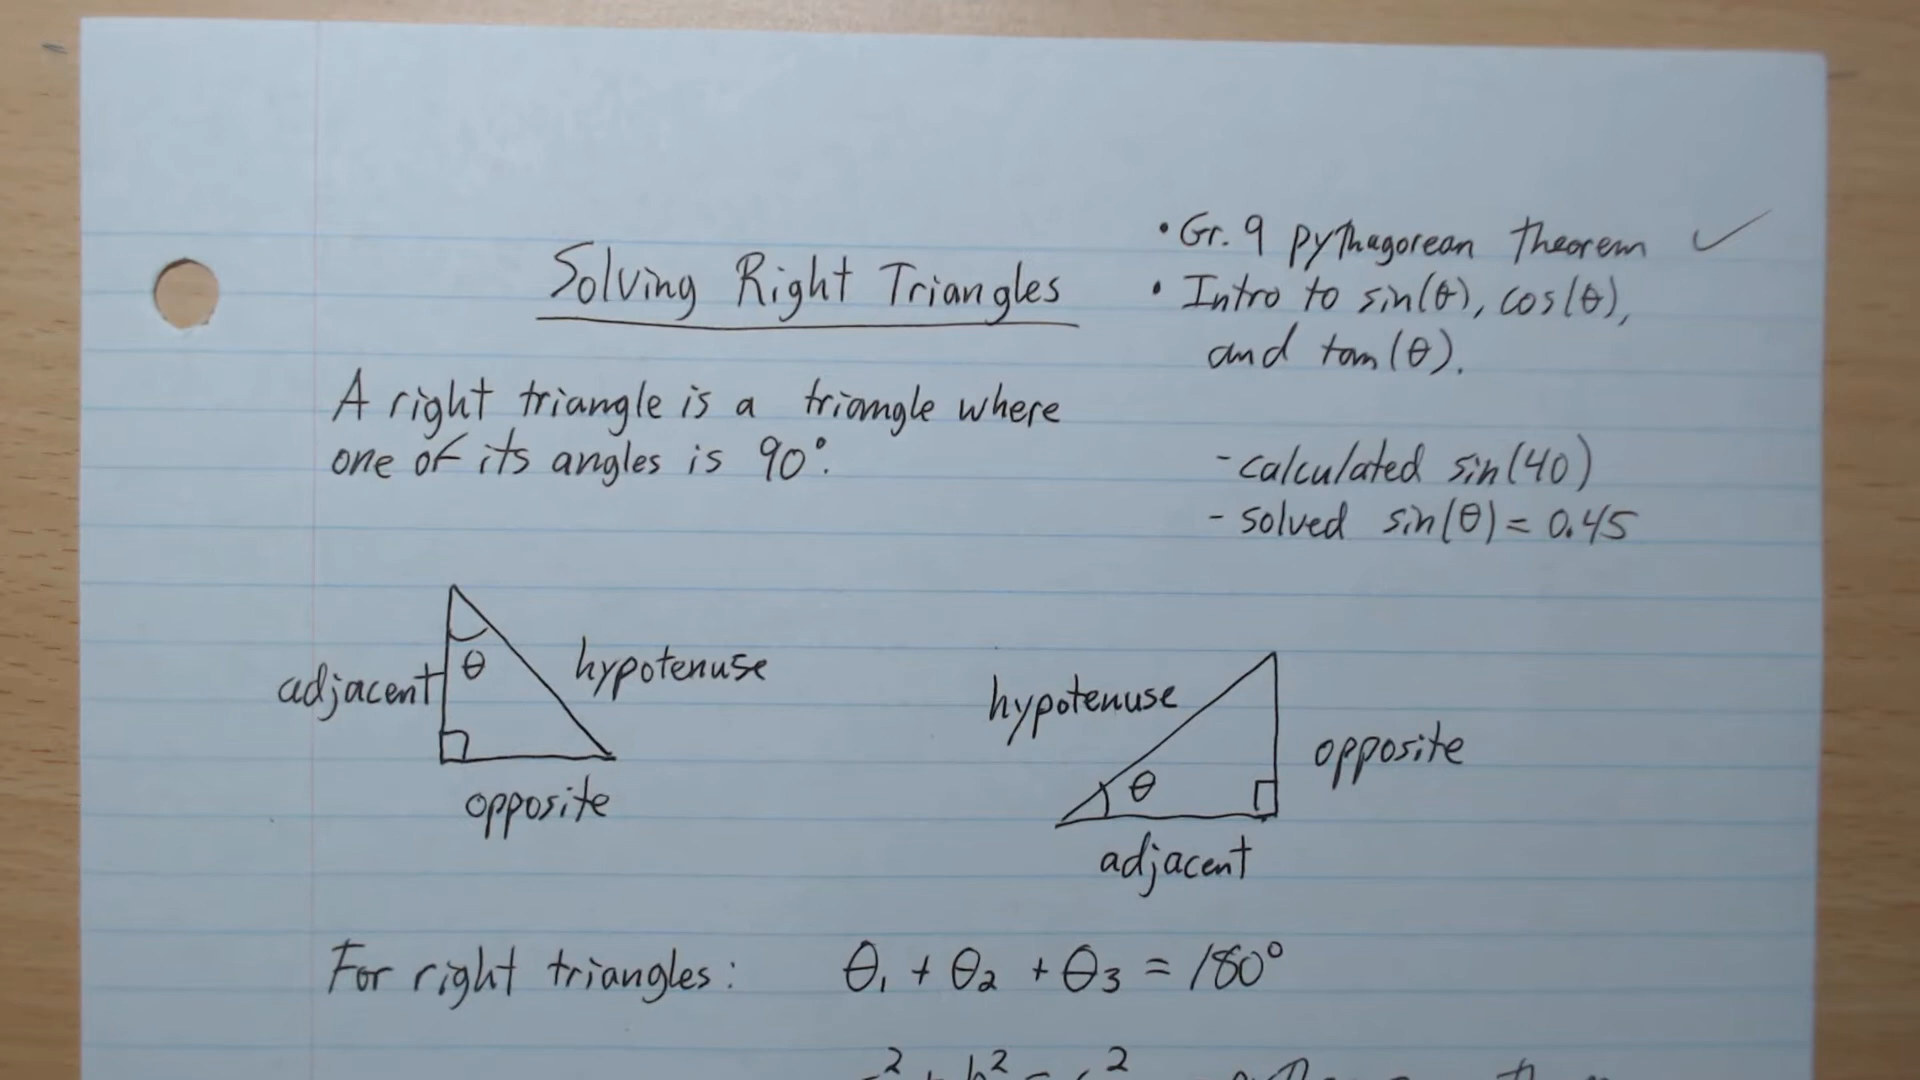 Solving Right Triangles
• Gr. 9 pythagorean theorem ✓
• Intro to sin(θ), cos(θ),
and tan(θ).
A right triangle is a triangle where
one of its angles is 90°.
- calculated sin(40)
- solved sin(θ) = 0.45
adjacent
θ
hypotenuse
opposite
hypotenuse
θ
opposite
adjacent
For right triangles: θ₁ + θ₂ + θ₃ = 180°